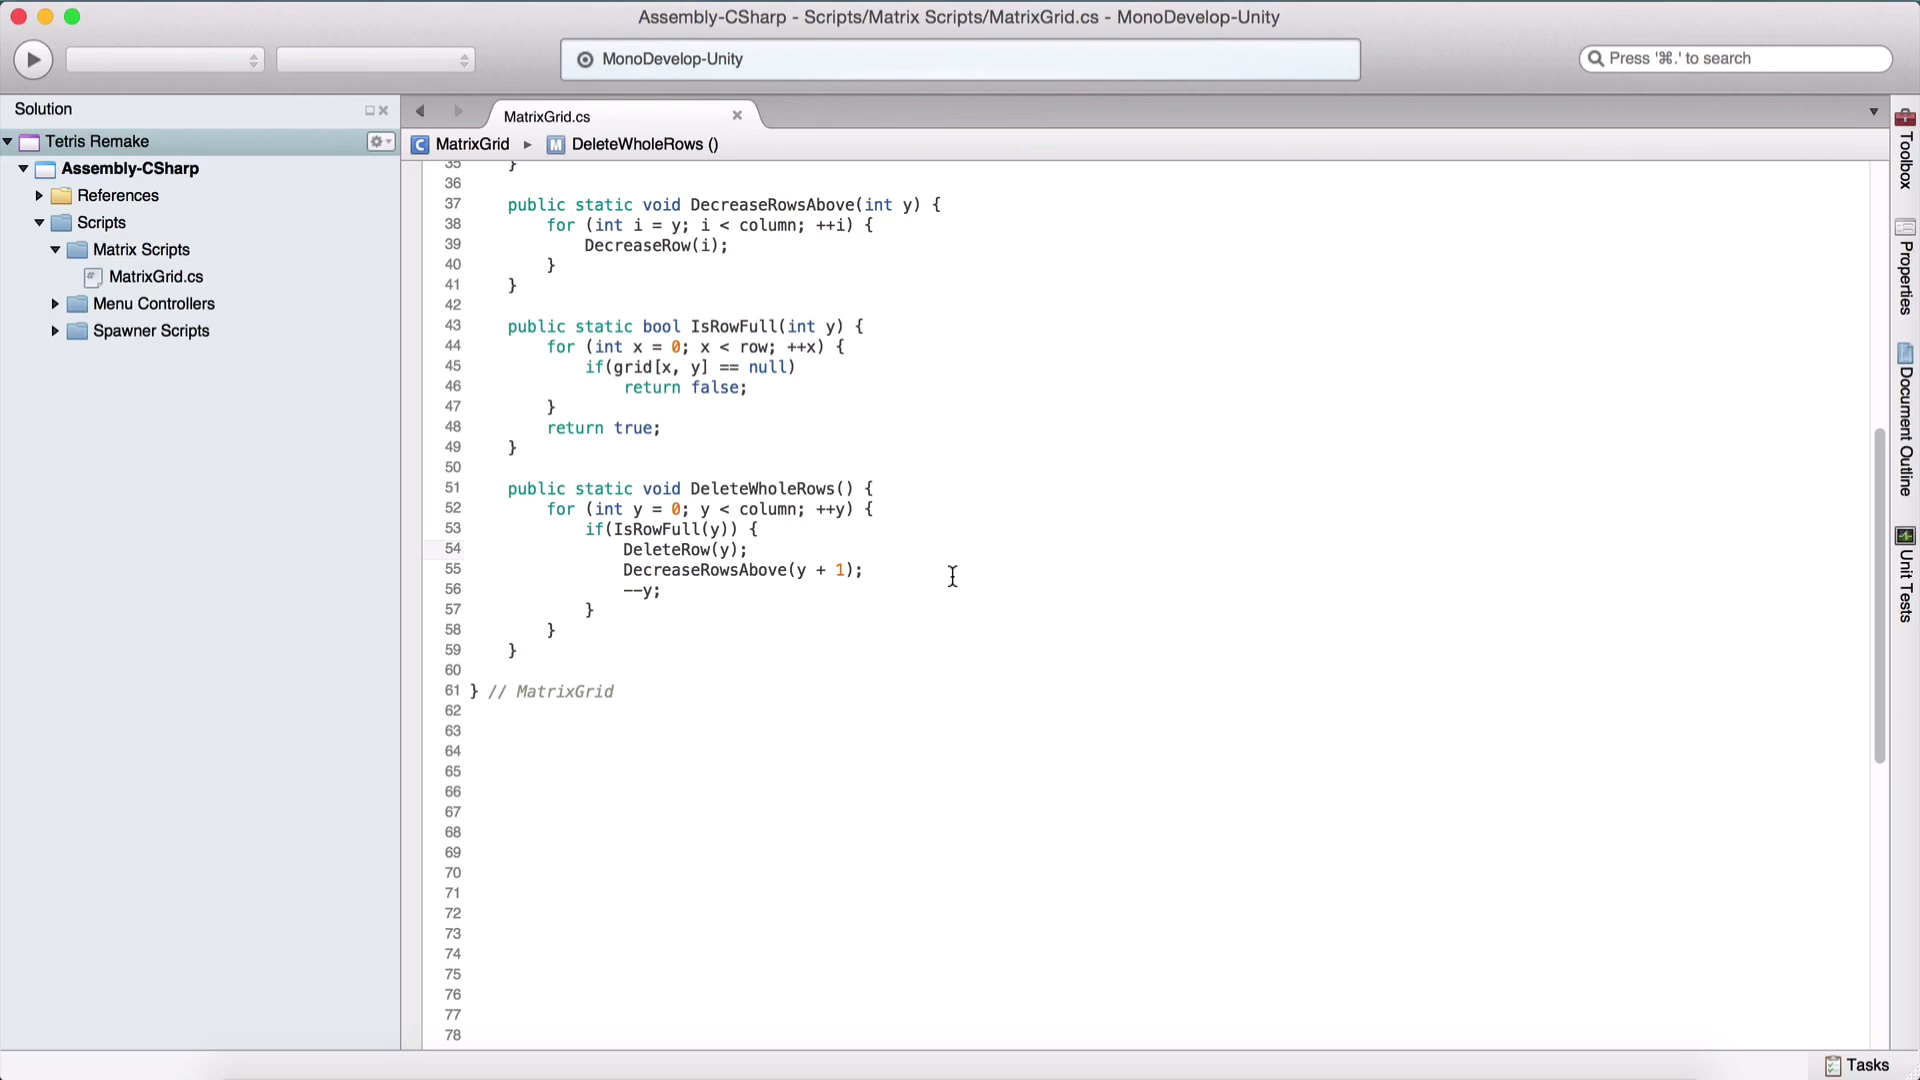 Assembly-CSharp - Scripts/Matrix Scripts/MatrixGrid.cs - MonoDevelop-Unity
MonoDevelop-Unity
Press '⌘.' to search
Solution
Tetris Remake
Assembly-CSharp
References
Scripts
Matrix Scripts
MatrixGrid.cs
Menu Controllers
Spawner Scripts
MatrixGrid.cs
C MatrixGrid ▸ M DeleteWholeRows ()
35     }
36
37     public static void DecreaseRowsAbove(int y) {
38         for (int i = y; i < column; ++i) {
39             DecreaseRow(i);
40         }
41     }
42
43     public static bool IsRowFull(int y) {
44         for (int x = 0; x < row; ++x) {
45             if(grid[x, y] == null)
46                 return false;
47         }
48         return true;
49     }
50
51     public static void DeleteWholeRows() {
52         for (int y = 0; y < column; ++y) {
53             if(IsRowFull(y)) {
54                 DeleteRow(y);
55                 DecreaseRowsAbove(y + 1);
56                 --y;
57             }
58         }
59     }
60
61 } // MatrixGrid
62
63
64
65
66
67
68
69
70
71
72
73
74
75
76
77
78
Toolbox
Properties
Document Outline
Unit Tests
Tasks